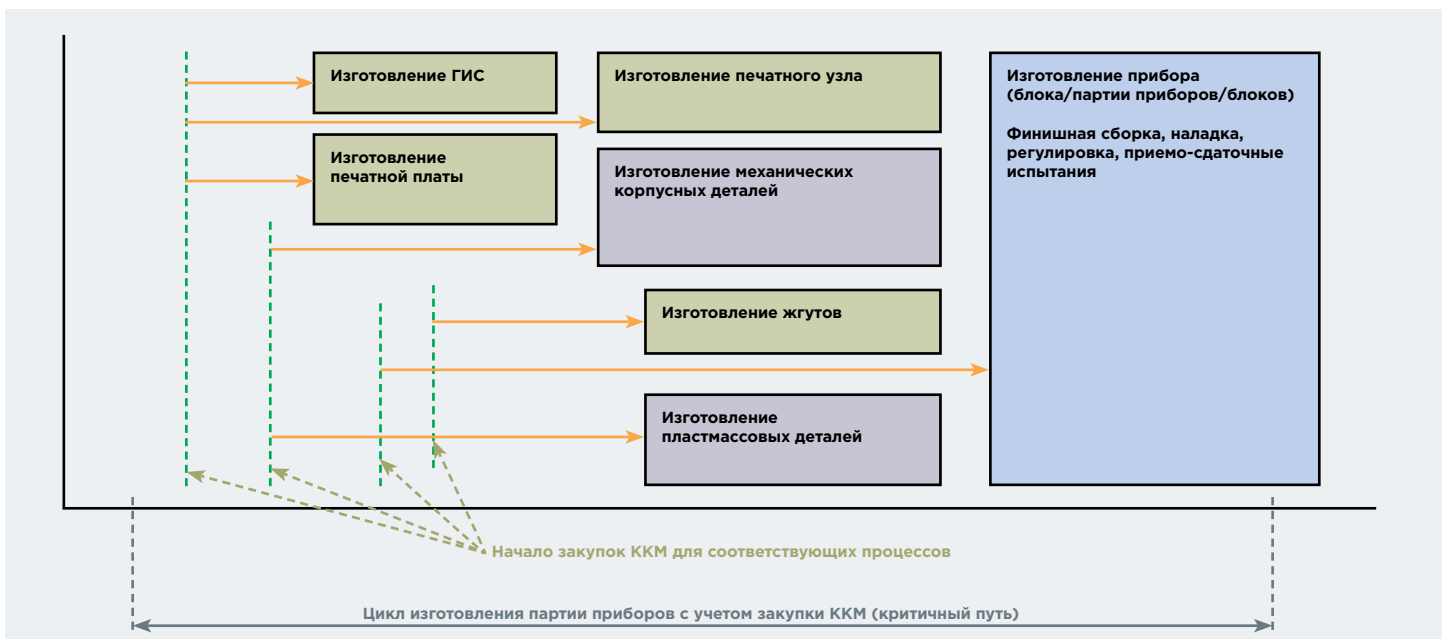 Изготовление ГИС
Изготовление печатного узла
Изготовление прибора
(блока/партии приборов/блоков)
Финишная сборка, наладка,
регулировка, приемо-сдаточные
испытания
Изготовление
печатной платы
Изготовление механических
корпусных деталей
Изготовление жгутов
Изготовление
пластмассовых деталей
Начало закупок ККМ для соответствующих процессов
Цикл изготовления партии приборов с учетом закупки ККМ (критичный путь)